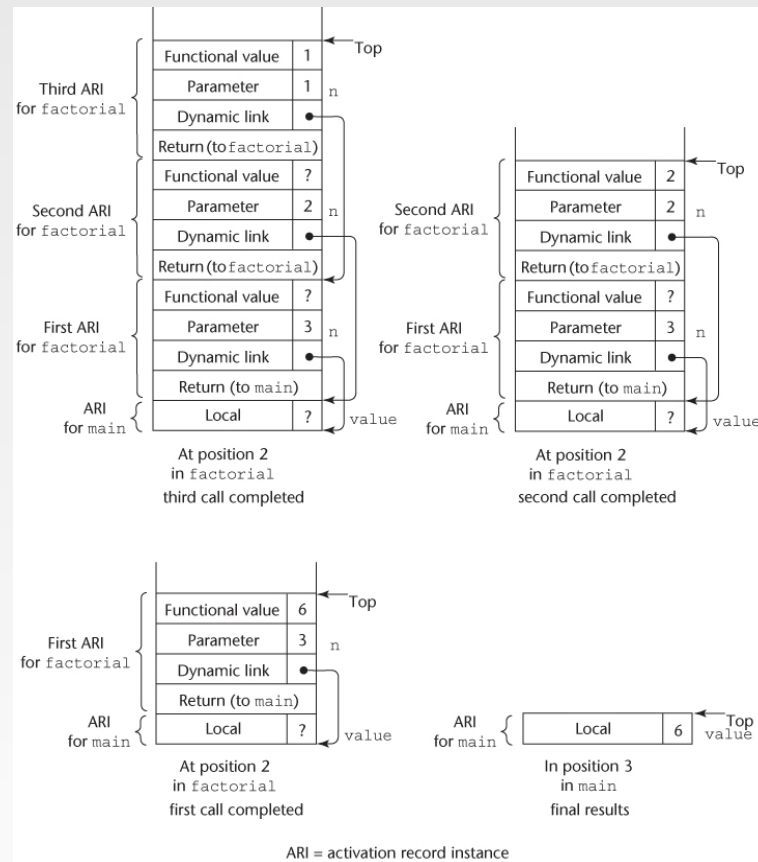 Top
Functional value 1
Third ARI
for factorial
Parameter 1 n
Dynamic link
Return (to factorial)
Second ARI
for factorial
Functional value ?
Parameter 2 n
Dynamic link
Return (to factorial)
First ARI
for factorial
Functional value ?
Parameter 3 n
Dynamic link
Return (to main)
ARI
for main
Local ? value
At position 2
in factorial
third call completed
Top
Second ARI
for factorial
Functional value 2
Parameter 2 n
Dynamic link
Return (to factorial)
First ARI
for factorial
Functional value ?
Parameter 3 n
Dynamic link
Return (to main)
ARI
for main
Local ? value
At position 2
in factorial
second call completed
Top
First ARI
for factorial
Functional value 6
Parameter 3 n
Dynamic link
Return (to main)
ARI
for main
Local ? value
At position 2
in factorial
first call completed
ARI
for main
Local 6
Top
value
In position 3
in main
final results
ARI = activation record instance